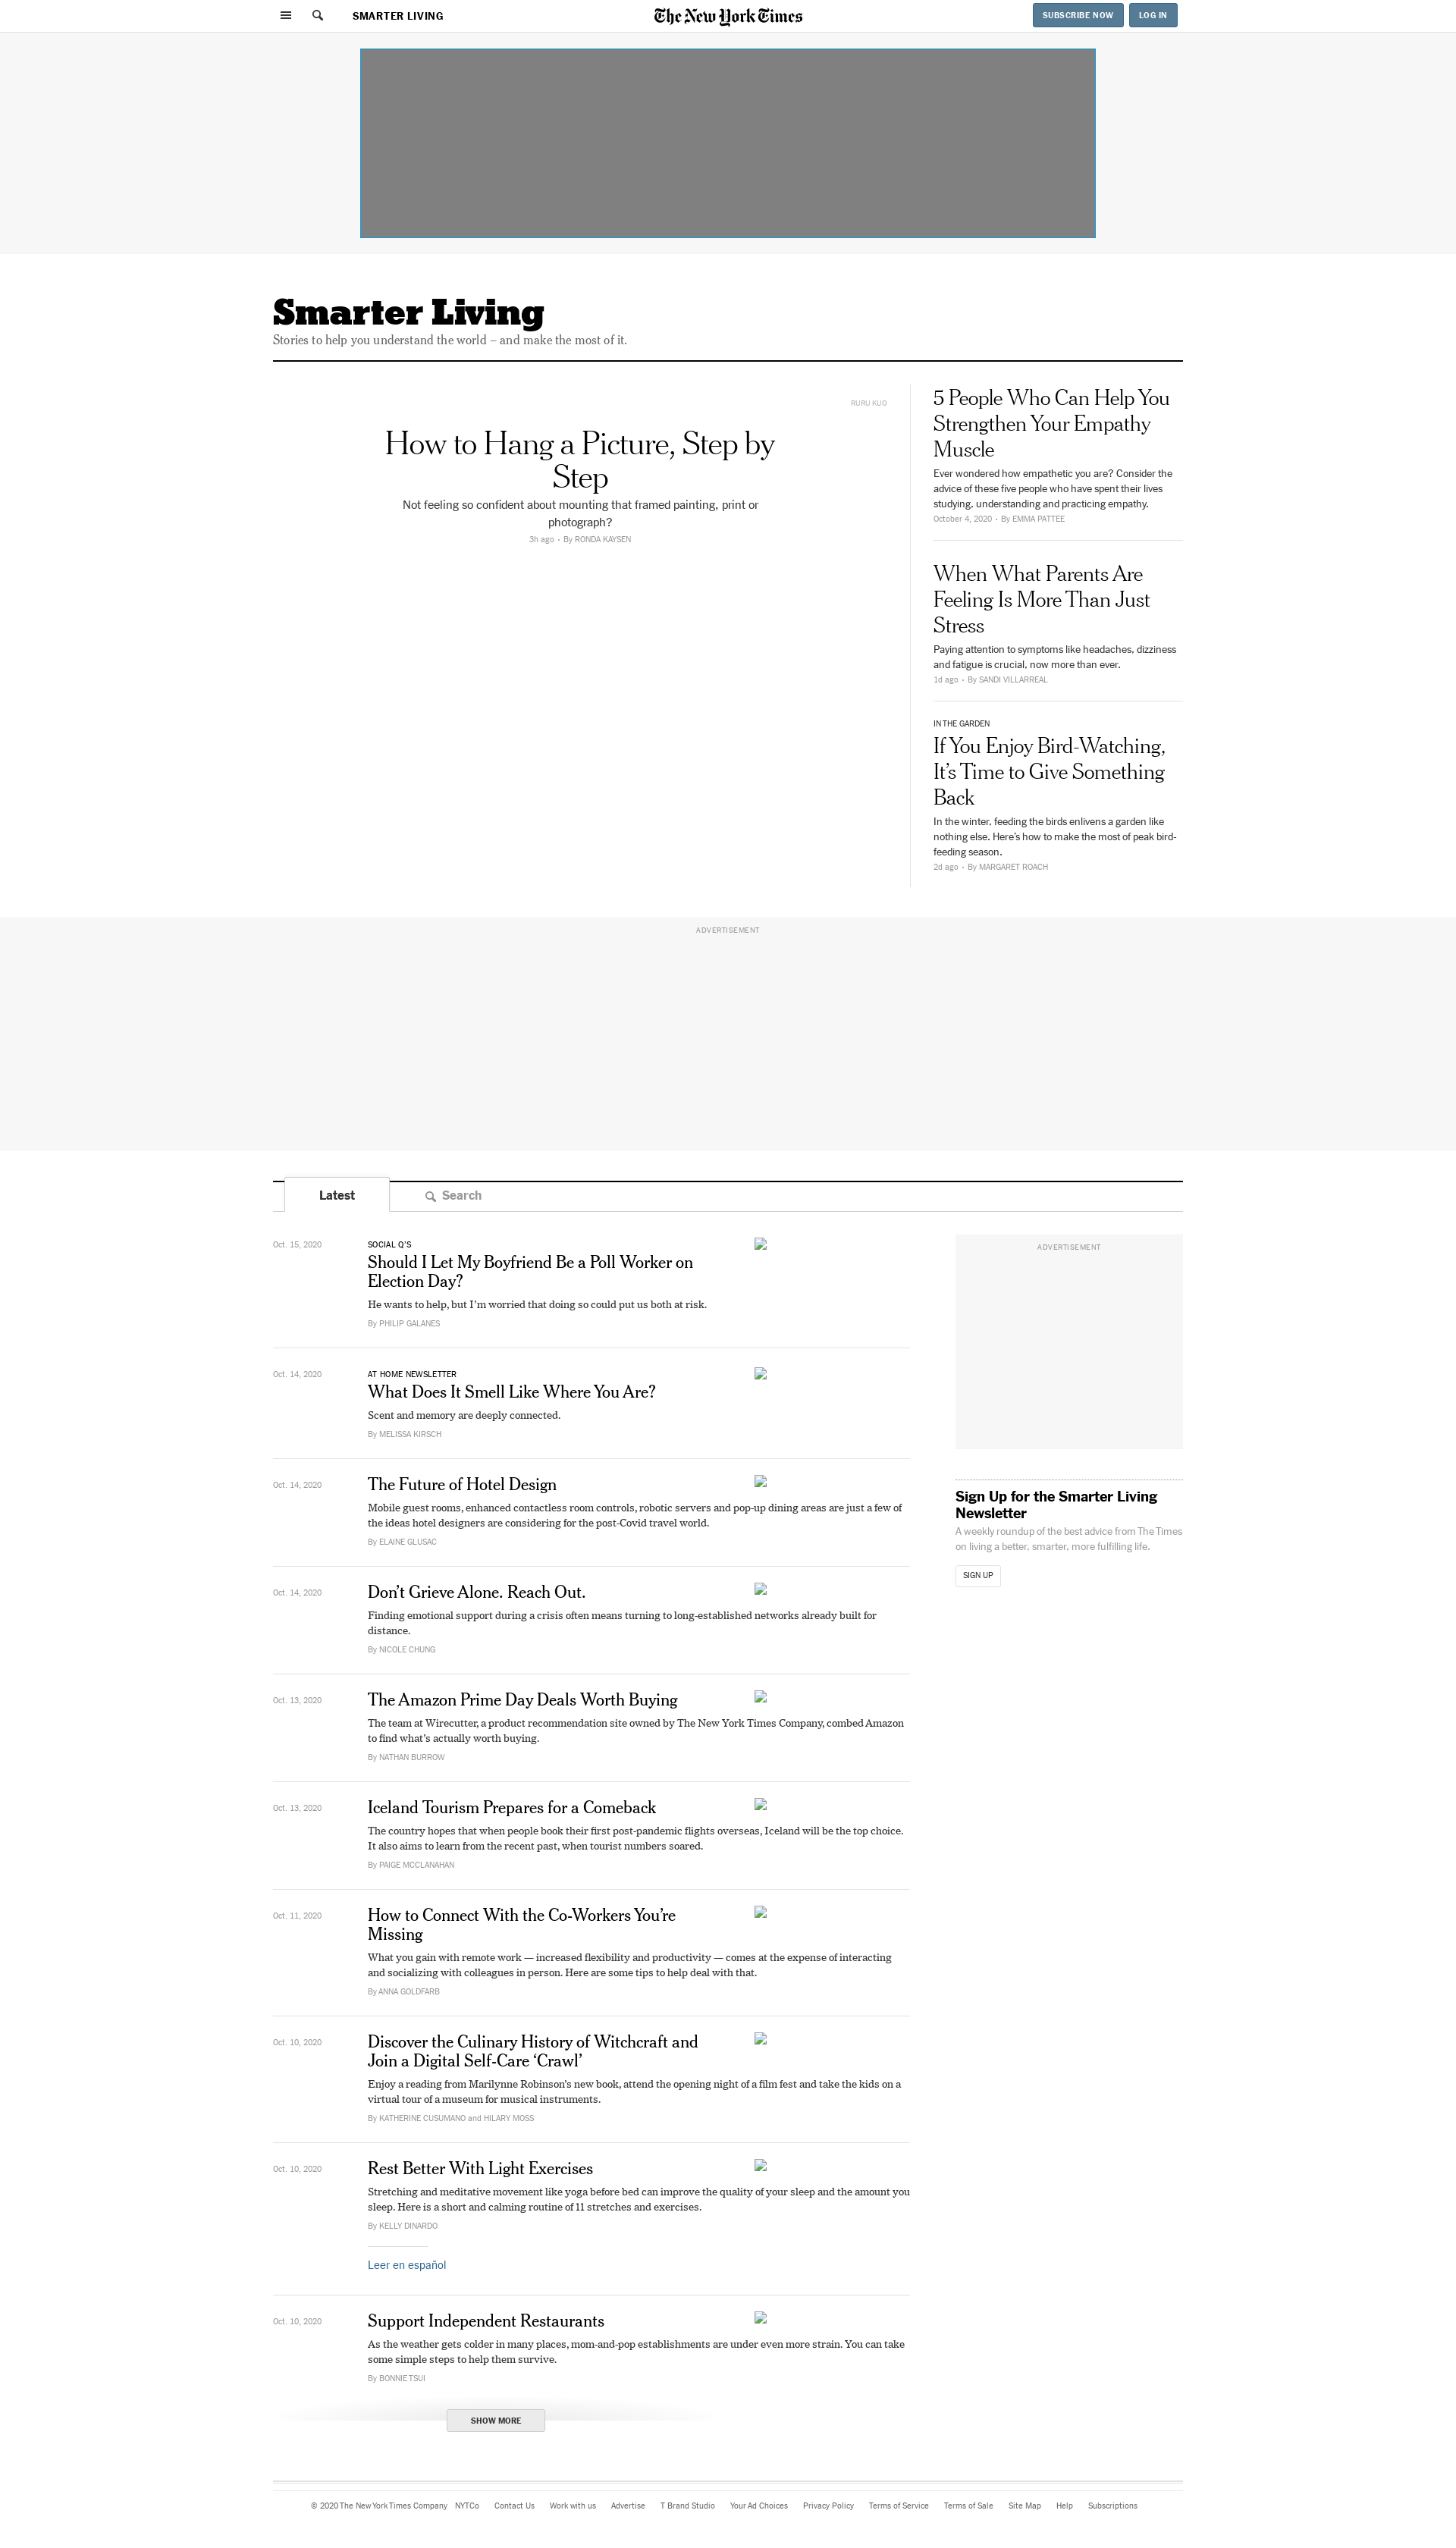 SMARTER LIVING
The New York Times
SUBSCRIBE NOW
LOG IN
Smarter Living
Stories to help you understand the world – and make the most of it.
RURU KUO
How to Hang a Picture, Step by
Step
Not feeling so confident about mounting that framed painting, print or
photograph?
3h ago • By RONDA KAYSEN
5 People Who Can Help You
Strengthen Your Empathy
Muscle
Ever wondered how empathetic you are? Consider the
advice of these five people who have spent their lives
studying, understanding and practicing empathy.
October 4, 2020 • By EMMA PATTEE
When What Parents Are
Feeling Is More Than Just
Stress
Paying attention to symptoms like headaches, dizziness
and fatigue is crucial, now more than ever.
1d ago • By SANDI VILLARREAL
IN THE GARDEN
If You Enjoy Bird-Watching,
It’s Time to Give Something
Back
In the winter, feeding the birds enlivens a garden like
nothing else. Here’s how to make the most of peak bird-
feeding season.
2d ago • By MARGARET ROACH
ADVERTISEMENT
Latest
Search
Oct. 15, 2020
SOCIAL Q’S
Should I Let My Boyfriend Be a Poll Worker on
Election Day?
He wants to help, but I’m worried that doing so could put us both at risk.
By PHILIP GALANES
Oct. 14, 2020
AT HOME NEWSLETTER
What Does It Smell Like Where You Are?
Scent and memory are deeply connected.
By MELISSA KIRSCH
Oct. 14, 2020
The Future of Hotel Design
Mobile guest rooms, enhanced contactless room controls, robotic servers and pop-up dining areas are just a few of
the ideas hotel designers are considering for the post-Covid travel world.
By ELAINE GLUSAC
Oct. 14, 2020
Don’t Grieve Alone. Reach Out.
Finding emotional support during a crisis often means turning to long-established networks already built for
distance.
By NICOLE CHUNG
Oct. 13, 2020
The Amazon Prime Day Deals Worth Buying
The team at Wirecutter, a product recommendation site owned by The New York Times Company, combed Amazon
to find what’s actually worth buying.
By NATHAN BURROW
Oct. 13, 2020
Iceland Tourism Prepares for a Comeback
The country hopes that when people book their first post-pandemic flights overseas, Iceland will be the top choice.
It also aims to learn from the recent past, when tourist numbers soared.
By PAIGE MCCLANAHAN
Oct. 11, 2020
How to Connect With the Co-Workers You’re
Missing
What you gain with remote work — increased flexibility and productivity — comes at the expense of interacting
and socializing with colleagues in person. Here are some tips to help deal with that.
By ANNA GOLDFARB
Oct. 10, 2020
Discover the Culinary History of Witchcraft and
Join a Digital Self-Care ‘Crawl’
Enjoy a reading from Marilynne Robinson’s new book, attend the opening night of a film fest and take the kids on a
virtual tour of a museum for musical instruments.
By KATHERINE CUSUMANO and HILARY MOSS
Oct. 10, 2020
Rest Better With Light Exercises
Stretching and meditative movement like yoga before bed can improve the quality of your sleep and the amount you
sleep. Here is a short and calming routine of 11 stretches and exercises.
By KELLY DINARDO
Leer en español
Oct. 10, 2020
Support Independent Restaurants
As the weather gets colder in many places, mom-and-pop establishments are under even more strain. You can take
some simple steps to help them survive.
By BONNIE TSUI
SHOW MORE
ADVERTISEMENT
Sign Up for the Smarter Living
Newsletter
A weekly roundup of the best advice from The Times
on living a better, smarter, more fulfilling life.
SIGN UP
© 2020 The New York Times Company NYTCo Contact Us Work with us Advertise T Brand Studio Your Ad Choices Privacy Policy Terms of Service Terms of Sale Site Map Help Subscriptions